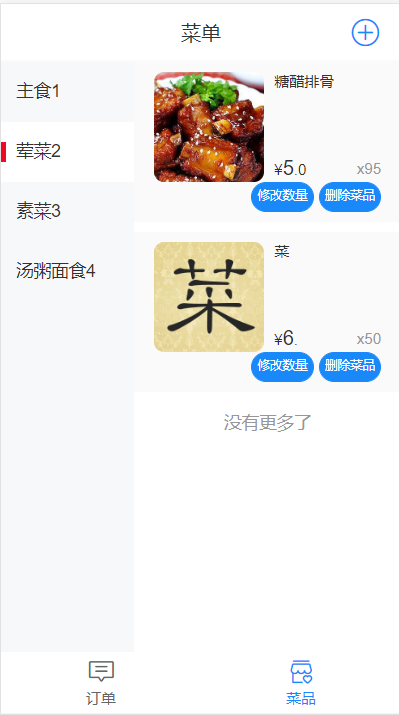 菜单
主食1
荤菜2
素菜3
汤粥面食4
糖醋排骨
¥5.0 x95
修改数量 删除菜品
菜
菜
¥6. x50
修改数量 删除菜品
没有更多了
订单 菜品